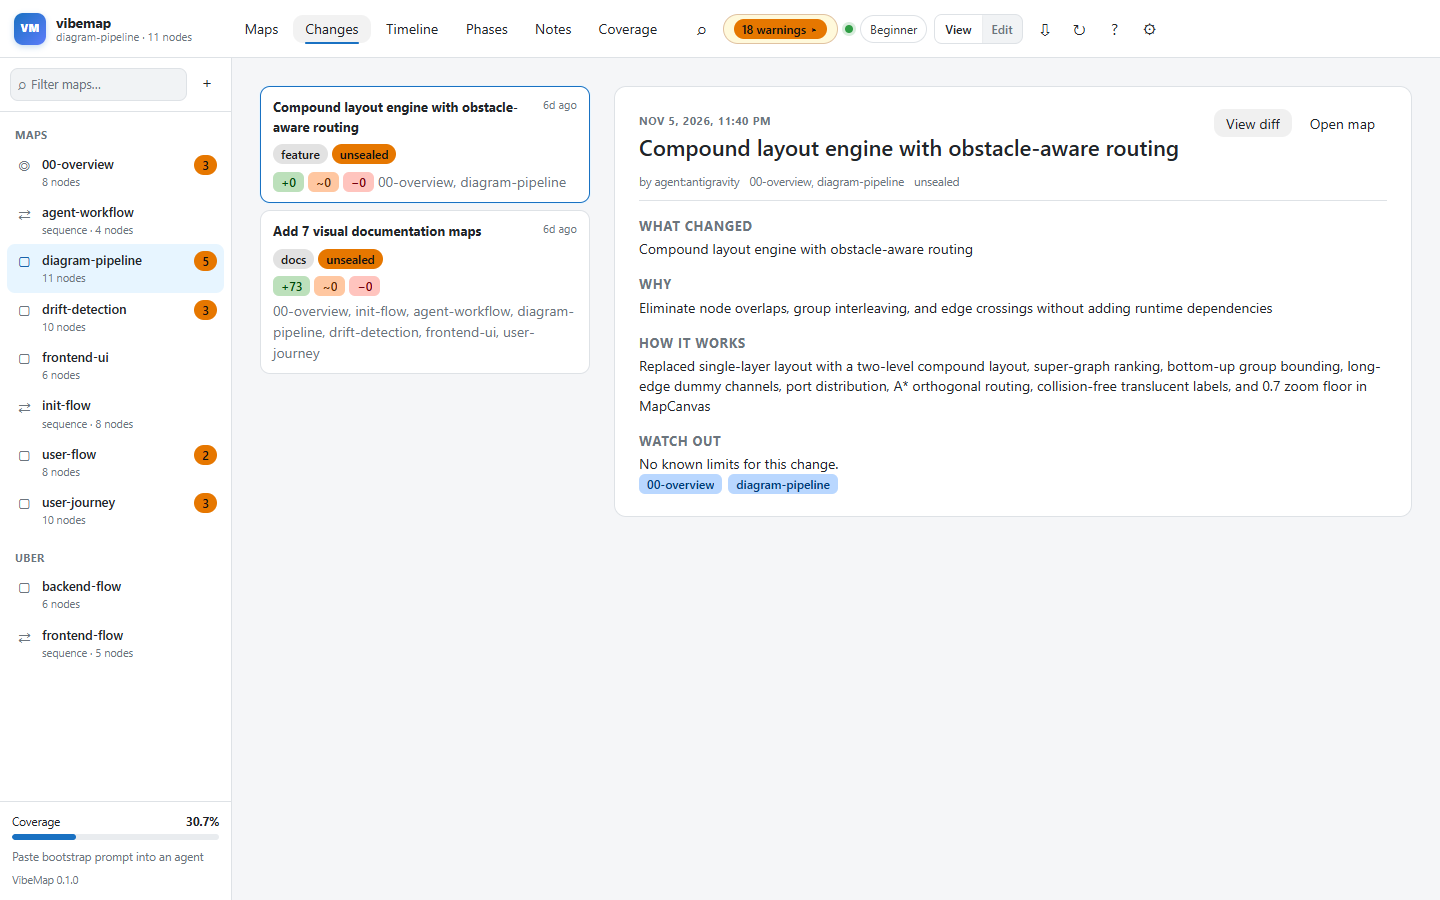 VM
vibemap
diagram-pipeline · 11 nodes
Maps
Changes
Timeline
Phases
Notes
Coverage
18 warnings
Beginner
View
Edit
?
Filter maps...
+
MAPS
00-overview
3
8 nodes
agent-workflow
sequence · 4 nodes
diagram-pipeline
5
11 nodes
drift-detection
3
10 nodes
frontend-ui
6 nodes
init-flow
sequence · 8 nodes
user-flow
2
8 nodes
user-journey
3
10 nodes
UBER
backend-flow
6 nodes
frontend-flow
sequence · 5 nodes
Coverage
30.7%
Paste bootstrap prompt into an agent
VibeMap 0.1.0
Compound layout engine with obstacle-
aware routing
6d ago
feature
unsealed
+0
~0
−0
00-overview, diagram-pipeline
Add 7 visual documentation maps
6d ago
docs
unsealed
+73
~0
−0
00-overview, init-flow, agent-workflow, diagram-
pipeline, drift-detection, frontend-ui, user-
journey
NOV 5, 2026, 11:40 PM
View diff
Open map
Compound layout engine with obstacle-aware routing
by agent:antigravity 00-overview, diagram-pipeline unsealed
WHAT CHANGED
Compound layout engine with obstacle-aware routing
WHY
Eliminate node overlaps, group interleaving, and edge crossings without adding runtime dependencies
HOW IT WORKS
Replaced single-layer layout with a two-level compound layout, super-graph ranking, bottom-up group bounding, long-
edge dummy channels, port distribution, A* orthogonal routing, collision-free translucent labels, and 0.7 zoom floor in
MapCanvas
WATCH OUT
No known limits for this change.
00-overview
diagram-pipeline